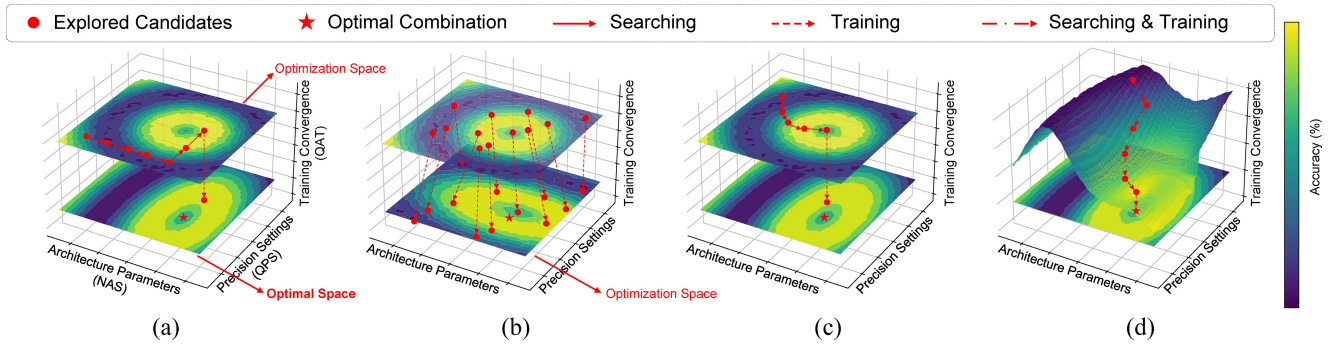 Explored Candidates
Optimal Combination
Searching
Training
Searching & Training
Optimization Space
Training Convergence
(QAT)
Architecture Parameters
(NAS)
Precision Settings
(QPS)
Optimal Space
(a)
Training Convergence
Architecture Parameters
Precision Settings
Optimization Space
(b)
Training Convergence
Architecture Parameters
Precision Settings
(c)
Training Convergence
Architecture Parameters
Precision Settings
(d)
Accuracy (%)